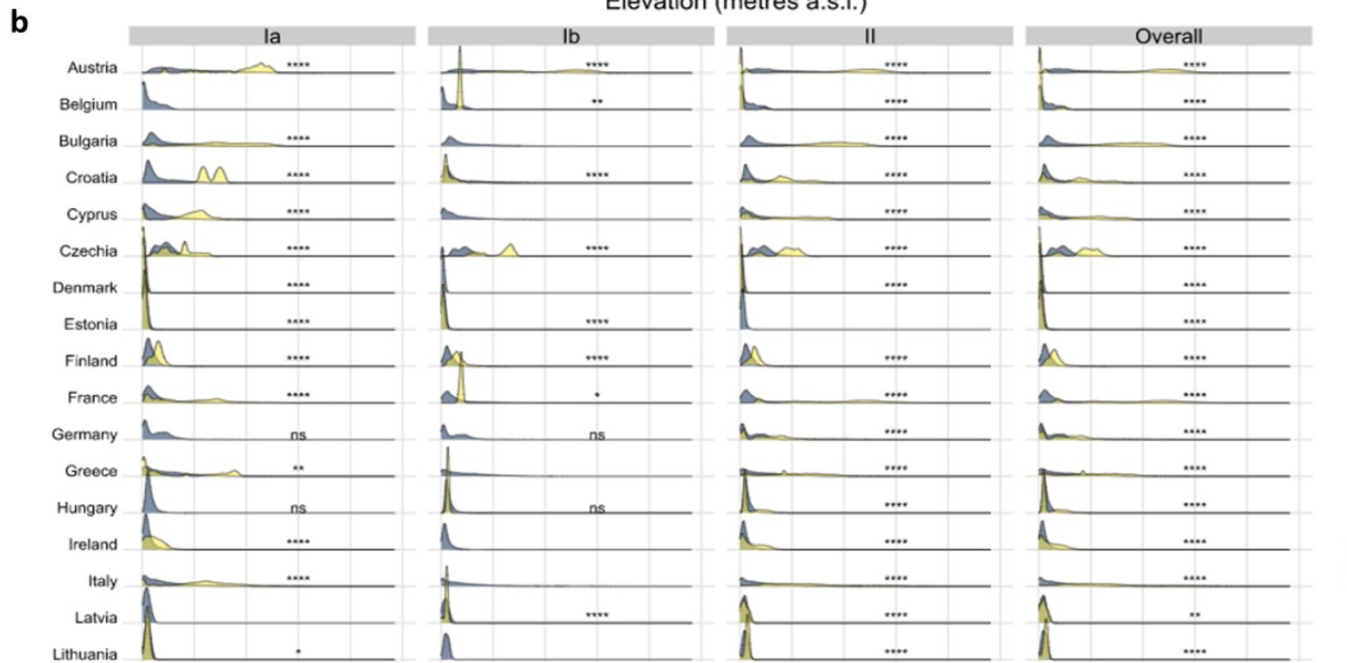 Elevation (metres a.s.l.)
b
Ia Ib II Overall
Austria **** **** **** ****
Belgium ** **** ****
Bulgaria **** **** ****
Croatia **** **** **** ****
Cyprus **** **** ****
Czechia **** **** **** ****
Denmark **** **** ****
Estonia **** **** ****
Finland **** **** **** ****
France **** * **** ****
Germany ns ns **** ****
Greece ** **** ****
Hungary ns ns **** ****
Ireland **** **** ****
Italy **** **** ****
Latvia **** **** **
Lithuania * **** ****